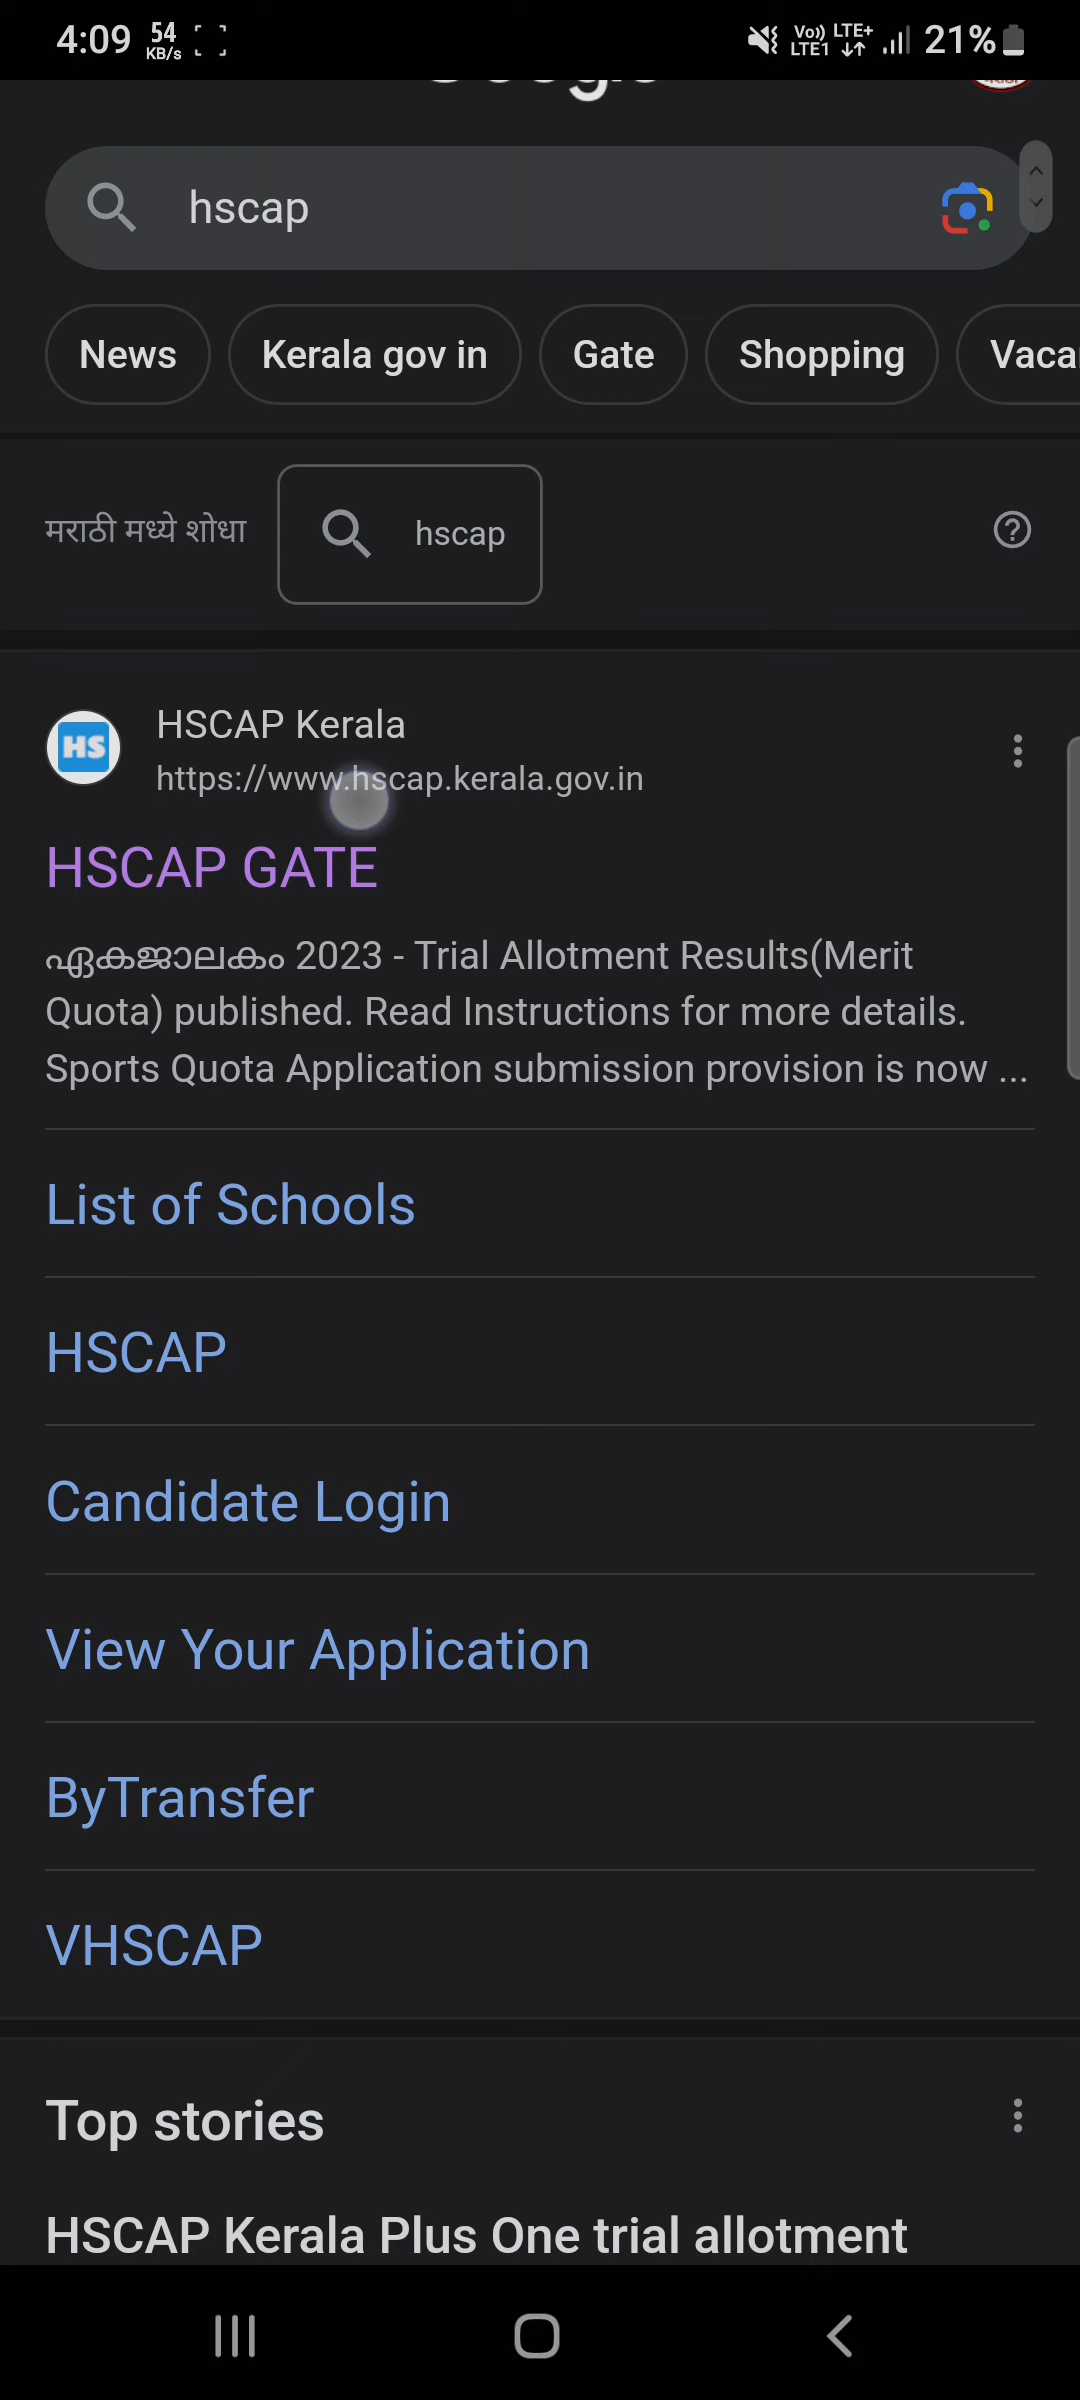 4:09 54 KB/s Vo)) LTE1 LTE+ 21%
hscap
News Kerala gov in Gate Shopping
मराठी मध्ये शोधा hscap
HS HSCAP Kerala
https://www.hscap.kerala.gov.in
HSCAP GATE
ഏകജാലകം 2023 - Trial Allotment Results(Merit
Quota) published. Read Instructions for more details.
Sports Quota Application submission provision is now ...
List of Schools
HSCAP
Candidate Login
View Your Application
ByTransfer
VHSCAP
Top stories
HSCAP Kerala Plus One trial allotment